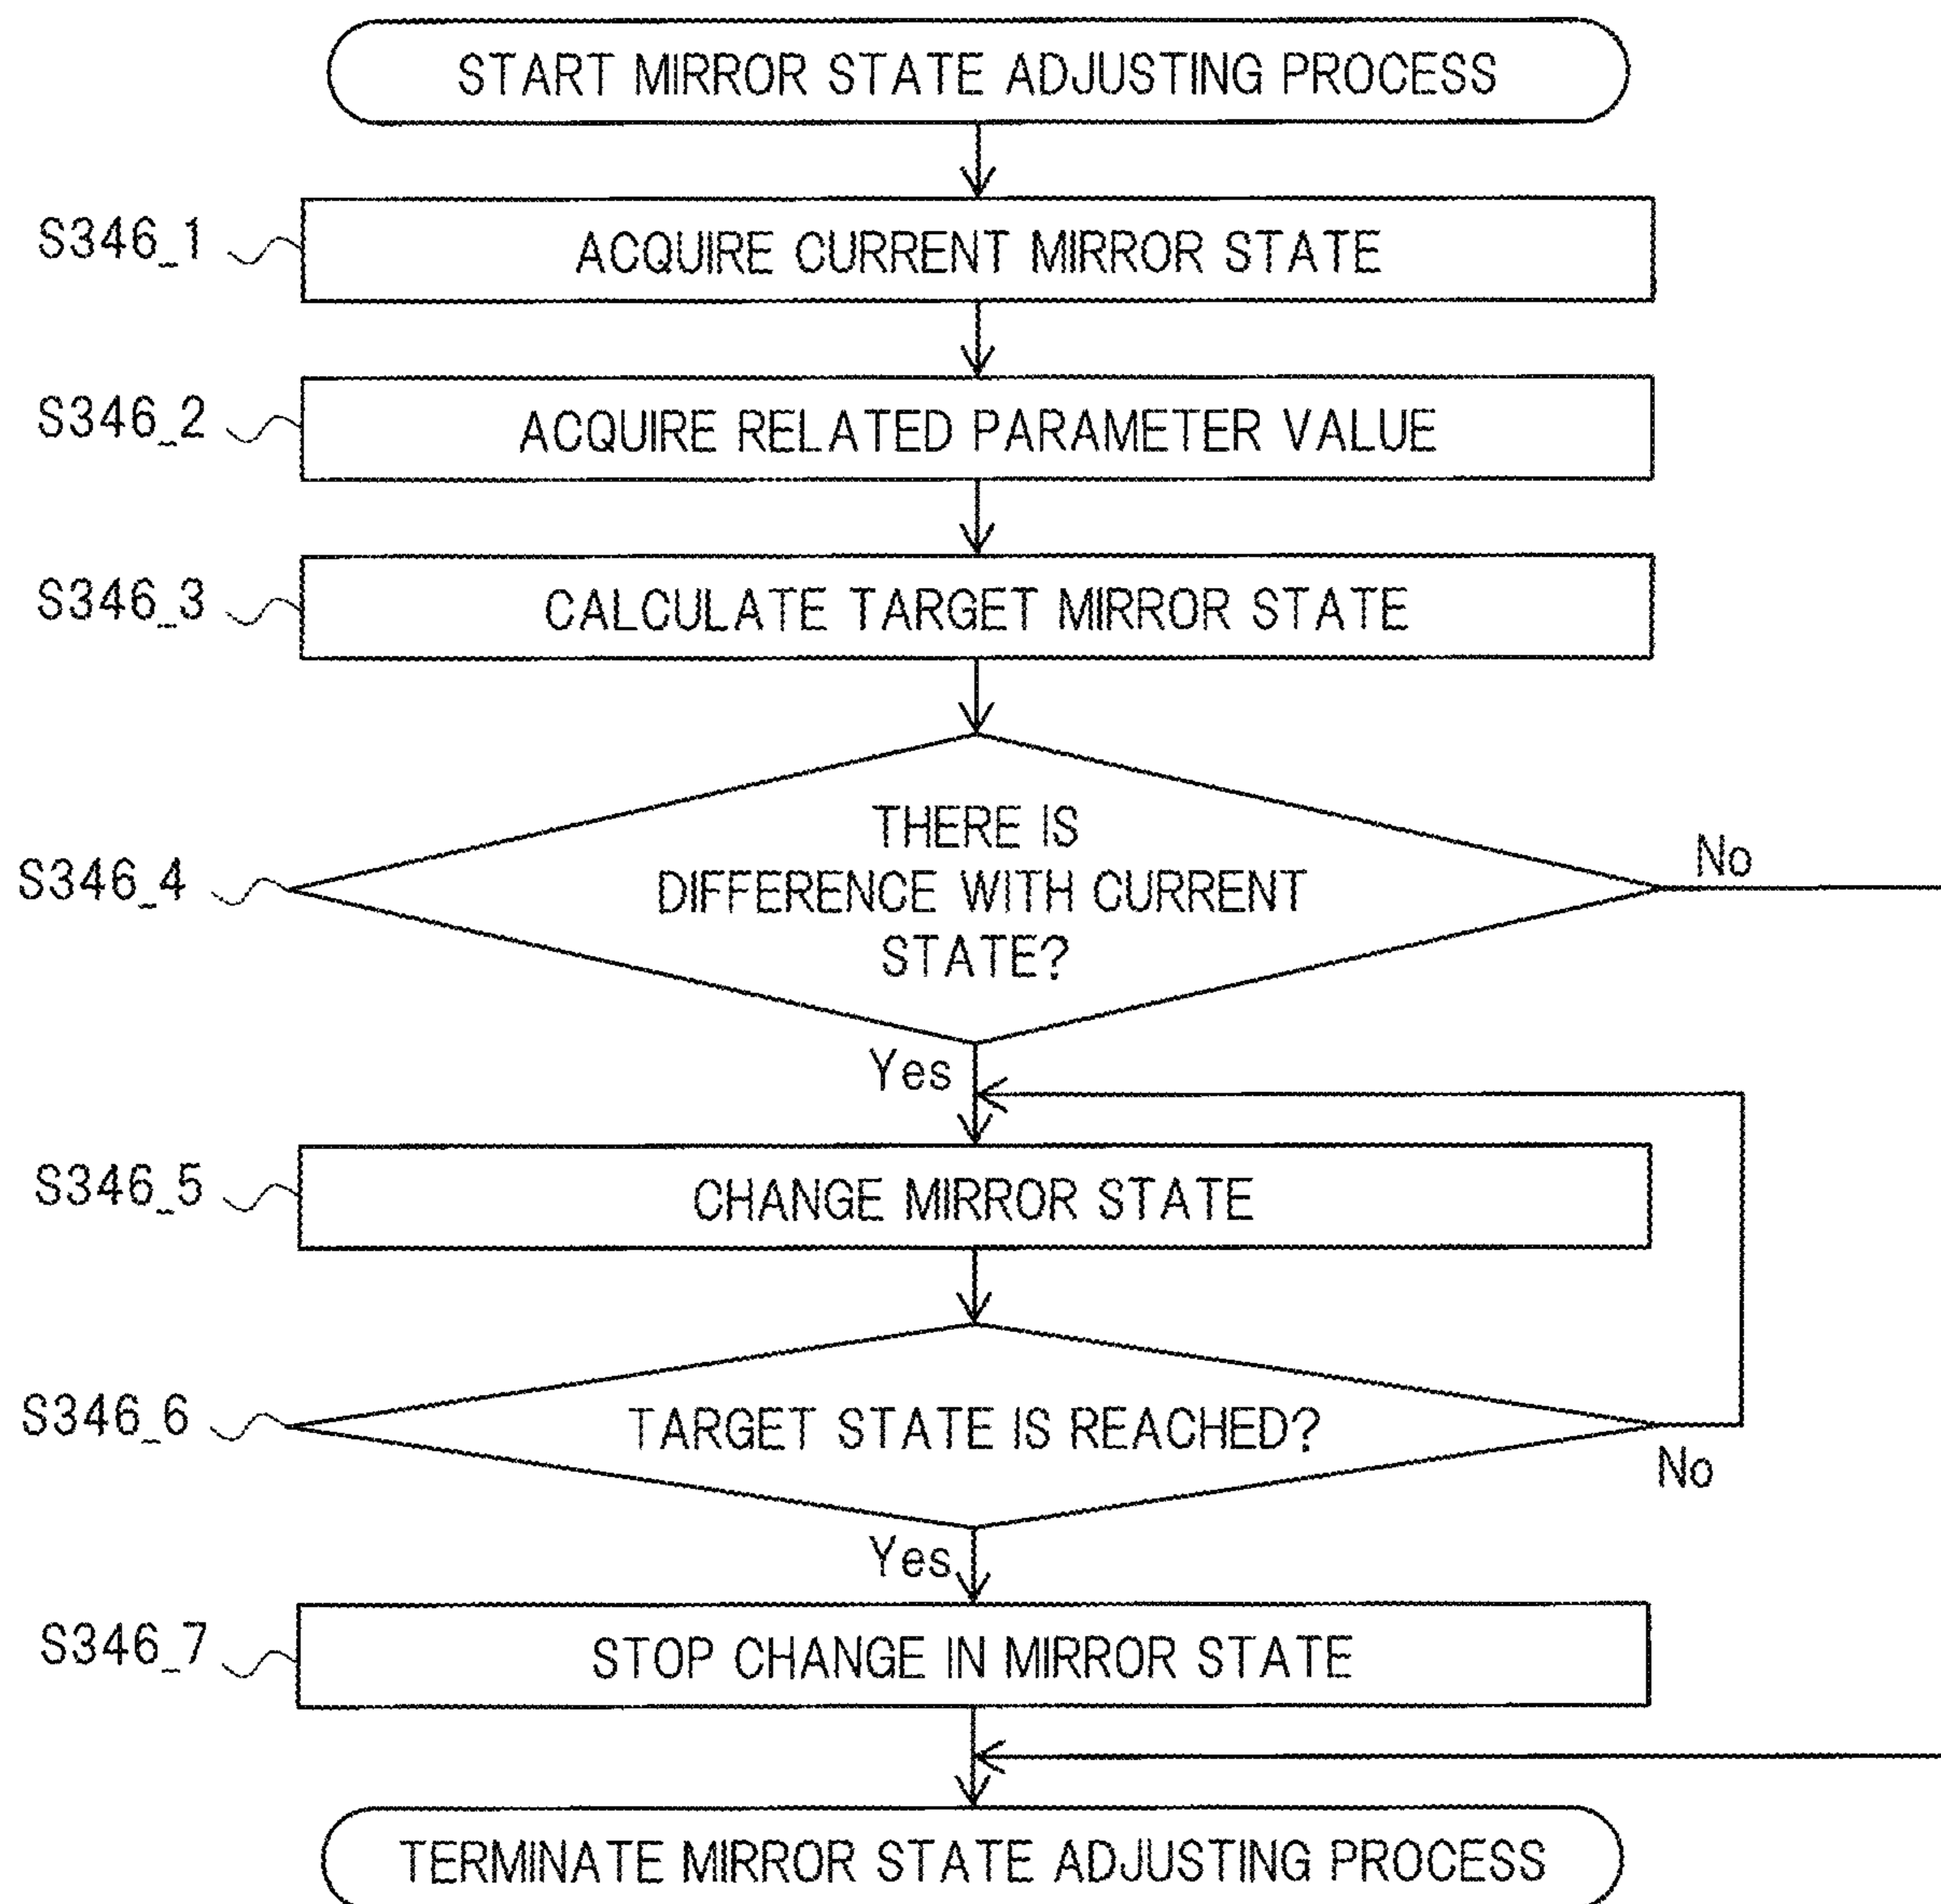 START MIRROR STATE ADJUSTING PROCESS
S346_1
ACQUIRE CURRENT MIRROR STATE
S346_2
ACQUIRE RELATED PARAMETER VALUE
S346_3
CALCULATE TARGET MIRROR STATE
S346_4
THERE IS
DIFFERENCE WITH CURRENT
STATE?
No
Yes
S346_5
CHANGE MIRROR STATE
S346_6
TARGET STATE IS REACHED?
No
Yes
S346_7
STOP CHANGE IN MIRROR STATE
TERMINATE MIRROR STATE ADJUSTING PROCESS